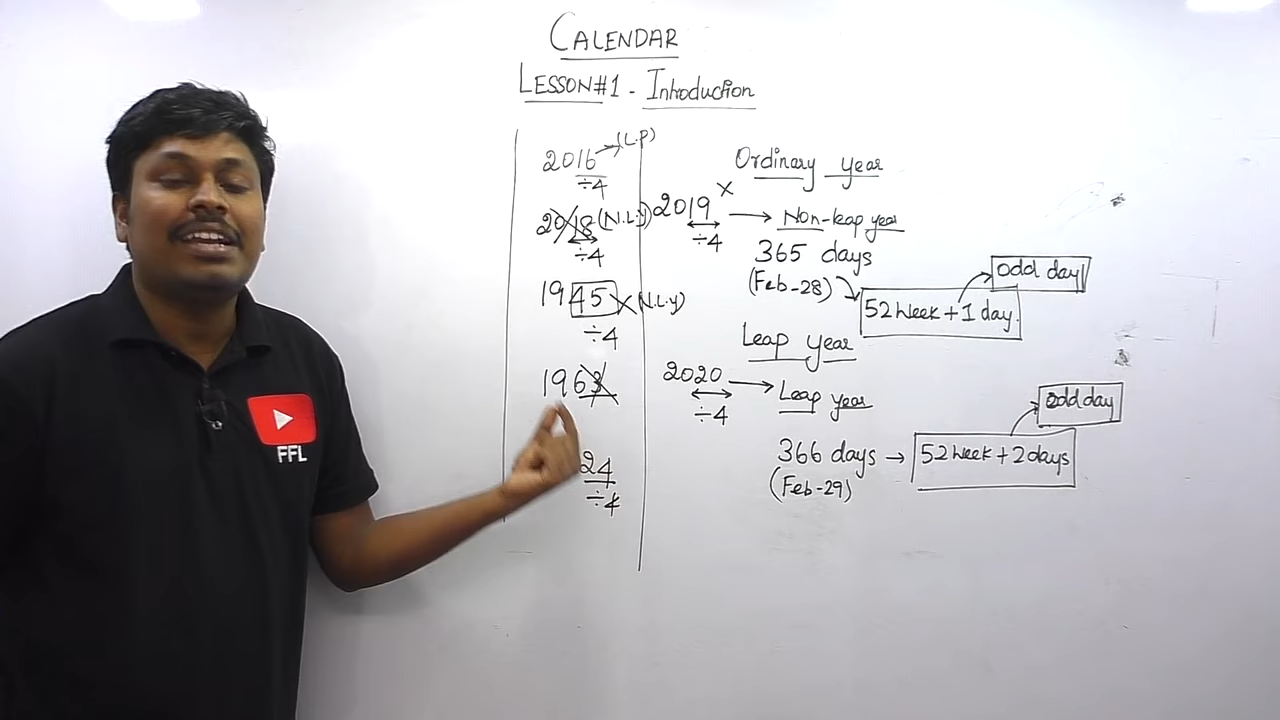 CALENDAR
LESSON#1 - Introduction
2016 → (L.P)
÷4
2018 (N.L.y)
÷4
1945 × (N.L.y)
÷4
1963
24
÷4
Ordinary year
2019 × → Non-leap year
÷4
365 days
(Feb-28)
52 week + 1 day.
odd day
Leap year
2020 → Leap year
÷4
366 days → 52 week + 2 days
(Feb-29)
odd day
FFL